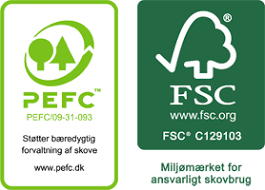 PEFC™
PEFC/09-31-093
Støtter bæredygtig
forvaltning af skove
www.pefc.dk
FSC
www.fsc.org
FSC® C129103
Miljømærket for
ansvarligt skovbrug